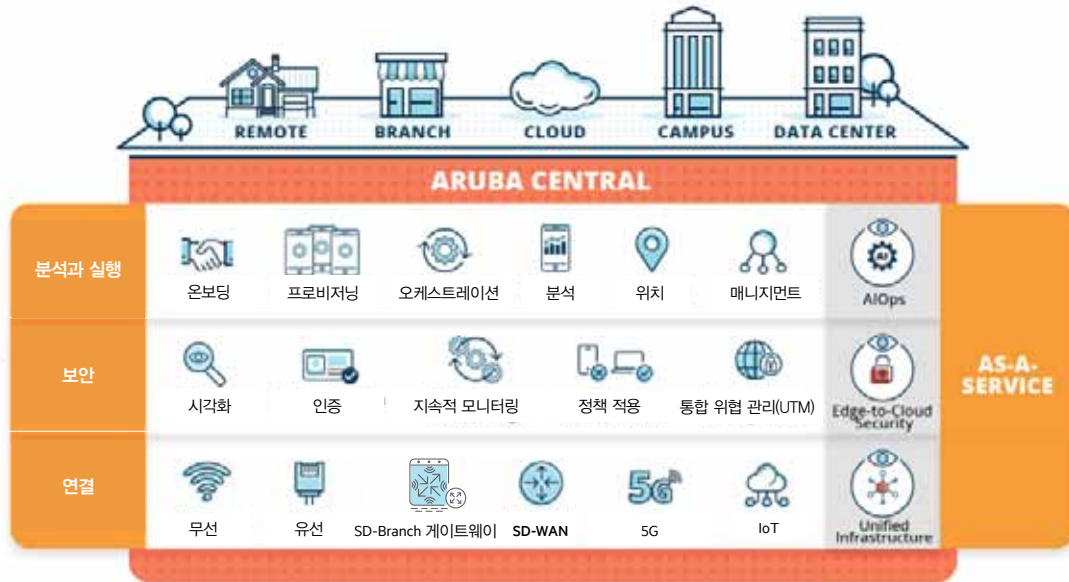 REMOTE
BRANCH
CLOUD
CAMPUS
DATA CENTER
ARUBA CENTRAL
분석과 실행
온보딩
프로비저닝
오케스트레이션
분석
위치
매니지먼트
AI
AIOps
보안
시각화
인증
지속적 모니터링
정책 적용
통합 위협 관리(UTM)
Edge-to-Cloud
Security
AS-A-
SERVICE
연결
무선
유선
SD-Branch 게이트웨이
SD-WAN
5G
5G
IoT
Unified
Infrastructure